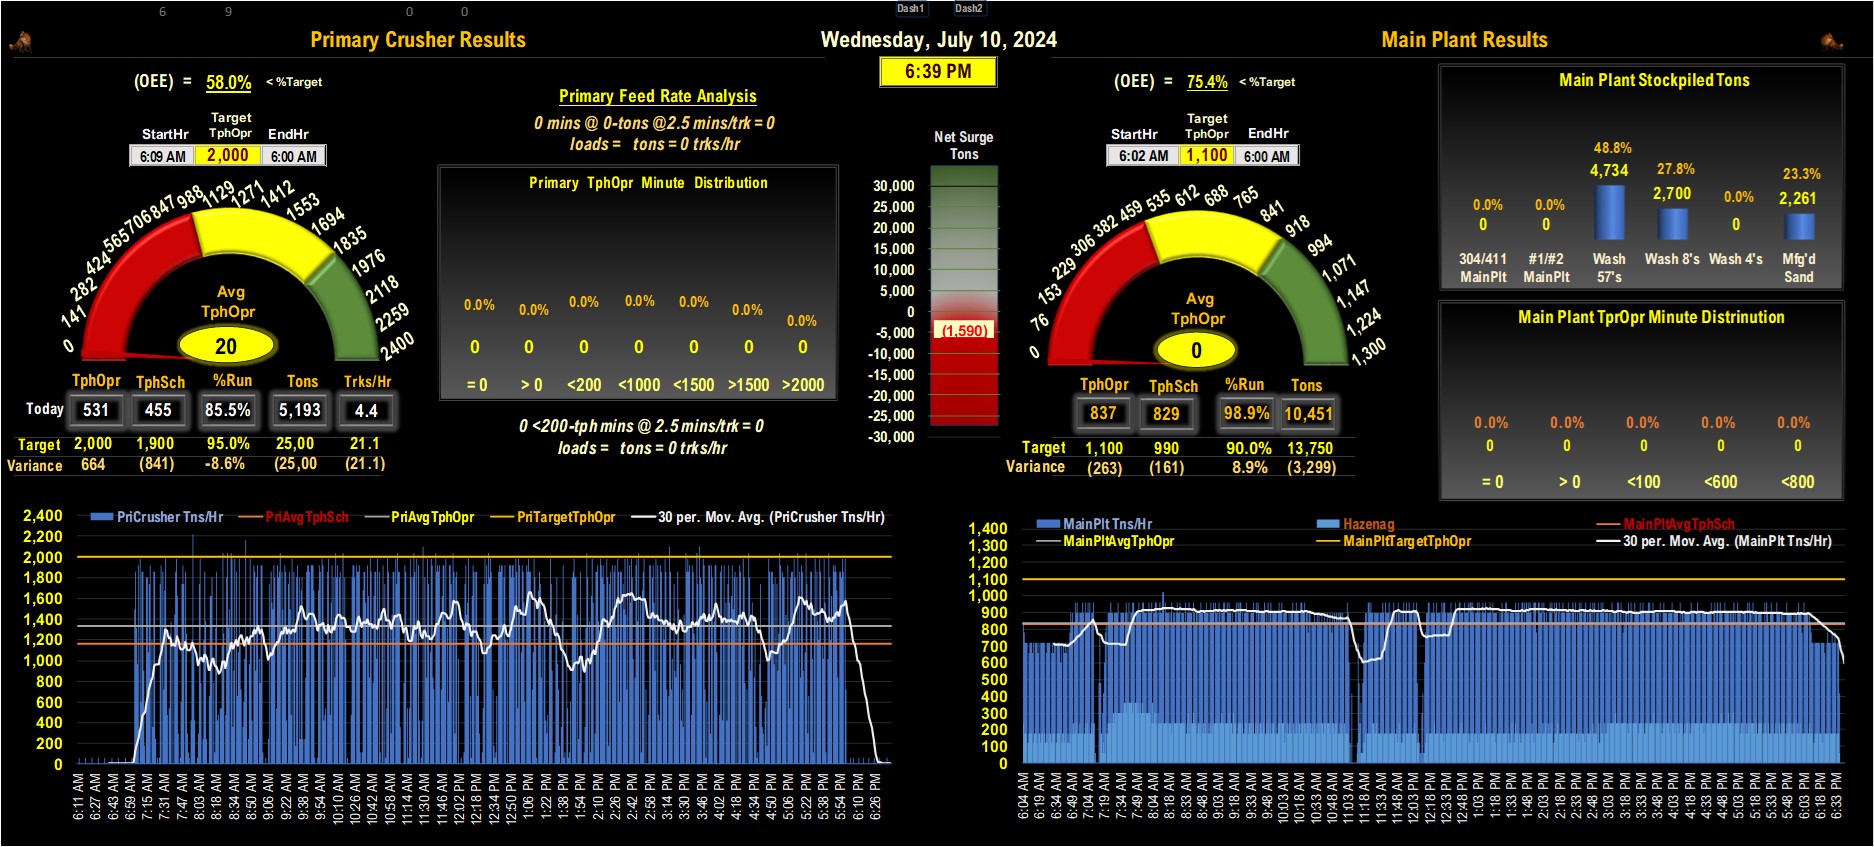 6 9 0 0
Dash1 Dash2
Primary Crusher Results
Wednesday, July 10, 2024
Main Plant Results
6:39 PM
(OEE) = 58.0% < %Target
Target
StartHr TphOpr EndHr
6:09 AM 2,000 6:00 AM
0 141 282 424 565 706 847 988 1129 1271 1412 1553 1694 1835 1976 2118 2259 2400
Avg
TphOpr
20
TphOpr TphSch %Run Tons Trks/Hr
Today 531 455 85.5% 5,193 4.4
Target 2,000 1,900 95.0% 25,00 21.1
Variance 664 (841) -8.6% (25,00 (21.1)
Primary Feed Rate Analysis
0 mins @ 0-tons @2.5 mins/trk = 0
loads = tons = 0 trks/hr
Primary TphOpr Minute Distribution
0.0% 0.0% 0.0% 0.0% 0.0% 0.0% 0.0%
0 0 0 0 0 0 0
= 0 > 0 <200 <1000 <1500 >1500 >2000
0 <200-tph mins @ 2.5 mins/trk = 0
loads = tons = 0 trks/hr
Net Surge
Tons
30,000
25,000
20,000
15,000
10,000
5,000
0
-5,000
-10,000
-15,000
-20,000
-25,000
-30,000
(1,590)
(OEE) = 75.4% < %Target
Target
StartHr TphOpr EndHr
6:02 AM 1,100 6:00 AM
0 76 153 229 306 382 459 535 612 688 765 841 918 994 1,071 1,147 1,224 1,300
Avg
TphOpr
0
TphOpr TphSch %Run Tons
837 829 98.9% 10,451
Target 1,100 990 90.0% 13,750
Variance (263) (161) 8.9% (3,299)
Main Plant Stockpiled Tons
0.0% 0.0% 48.8% 27.8% 0.0% 23.3%
0 0 4,734 2,700 0 2,261
304/411 #1/#2 Wash Wash 8's Wash 4's Mfg'd
MainPlt MainPlt 57's Sand
Main Plant TprOpr Minute Distrinution
0.0% 0.0% 0.0% 0.0% 0.0%
0 0 0 0 0
= 0 > 0 <100 <600 <800
PriCrusher Tns/Hr PriAvgTphSch PriAvgTphOpr PriTargetTphOpr 30 per. Mov. Avg. (PriCrusher Tns/Hr)
2,400
2,200
2,000
1,800
1,600
1,400
1,200
1,000
800
600
400
200
0
6:11 AM 6:27 AM 6:43 AM 6:59 AM 7:15 AM 7:31 AM 7:47 AM 8:03 AM 8:18 AM 8:34 AM 8:50 AM 9:06 AM 9:22 AM 9:38 AM 9:54 AM 10:10 AM 10:26 AM 10:42 AM 10:58 AM 11:14 AM 11:30 AM 11:46 AM 12:02 PM 12:18 PM 12:34 PM 12:50 PM 1:06 PM 1:22 PM 1:38 PM 1:54 PM 2:10 PM 2:26 PM 2:42 PM 2:58 PM 3:14 PM 3:30 PM 3:46 PM 4:02 PM 4:18 PM 4:34 PM 4:50 PM 5:06 PM 5:22 PM 5:38 PM 5:54 PM 6:10 PM 6:26 PM
MainPlt Tns/Hr Hazenag MainPltAvgTphSch
MainPltAvgTphOpr MainPltTargetTphOpr 30 per. Mov. Avg. (MainPlt Tns/Hr)
1,400
1,300
1,200
1,100
1,000
900
800
700
600
500
400
300
200
100
0
6:04 AM 6:19 AM 6:34 AM 6:49 AM 7:04 AM 7:19 AM 7:34 AM 7:49 AM 8:04 AM 8:18 AM 8:33 AM 8:48 AM 9:03 AM 9:18 AM 9:33 AM 9:48 AM 10:03 AM 10:18 AM 10:33 AM 10:48 AM 11:03 AM 11:18 AM 11:33 AM 11:48 AM 12:03 PM 12:18 PM 12:33 PM 12:48 PM 1:03 PM 1:18 PM 1:33 PM 1:48 PM 2:03 PM 2:18 PM 2:33 PM 2:48 PM 3:03 PM 3:18 PM 3:33 PM 3:48 PM 4:03 PM 4:18 PM 4:33 PM 4:48 PM 5:03 PM 5:18 PM 5:33 PM 5:48 PM 6:03 PM 6:18 PM 6:33 PM